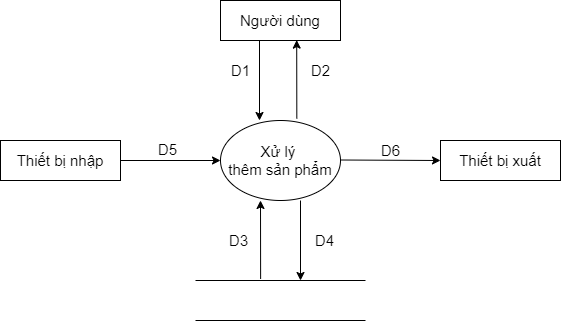 Người dùng
D1
D2
Thiết bị nhập
D5
Xử lý
thêm sản phẩm
D6
Thiết bị xuất
D3
D4